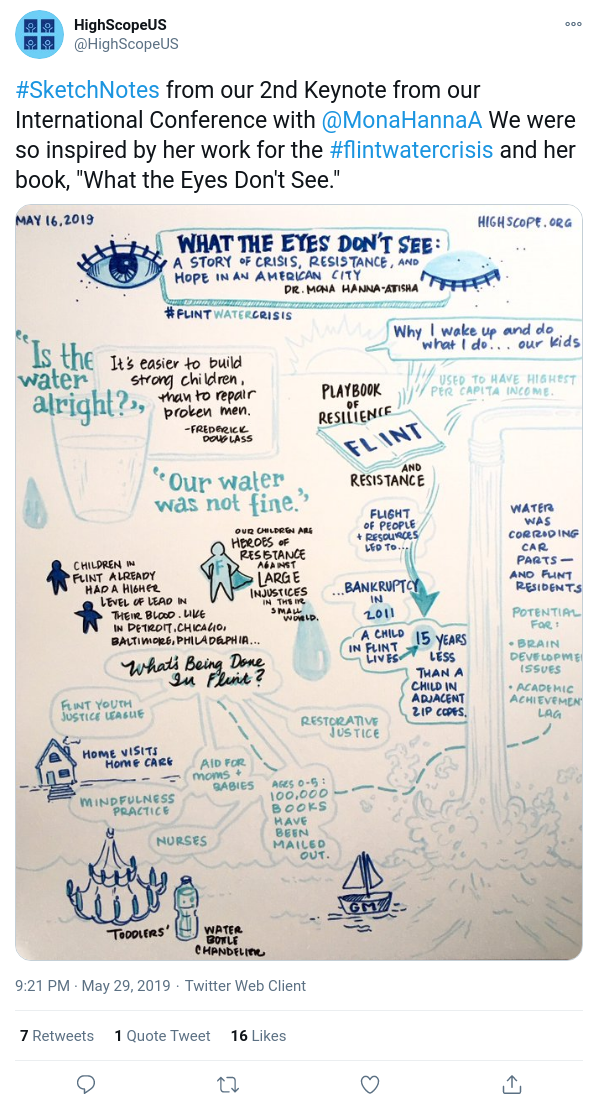 HighScopeUS
@HighScopeUS
#SketchNotes from our 2nd Keynote from our
International Conference with @MonaHannaA We were
so inspired by her work for the #flintwatercrisis and her
book, "What the Eyes Don't See."
MAY 16, 2019
HIGHSCOPE.ORG
WHAT THE EYES DON'T SEE:
A STORY OF CRISIS, RESISTANCE, AND
HOPE IN AN AMERICAN CITY
DR. MONA HANNA-ATISHA
#FLINTWATERCRISIS
Why I wake up and do
what I do... our kids
"Is the
water
alright?"
It's easier to build
strong children,
than to repair
broken men.
-FREDERICK
DOUGLASS
USED TO HAVE HIGHEST
PER CAPITA INCOME.
PLAYBOOK
OF
RESILIENCE
FLINT
AND
RESISTANCE
"Our water
was not fine."
FLIGHT
OF PEOPLE
+ RESOURCES
LED TO...
...BANKRUPTCY
IN
2011
A CHILD
IN FLINT
LIVES
15 YEARS
LESS
THAN A
CHILD IN
ADJACENT
ZIP CODES.
WATER
WAS
CORRODING
CAR
PARTS—
AND FLINT
RESIDENTS
POTENTIAL
FOR:
• BRAIN
DEVELOPME
ISSUES
• ACADEMIC
ACHIEVEMEN
LAG
OUR CHILDREN ARE
HEROES OF
RESISTANCE
AGAINST
LARGE
INJUSTICES
IN THEIR
SMALL
WORLD.
F
CHILDREN IN
FLINT ALREADY
HAD A HIGHER
LEVEL OF LEAD IN
THEIR BLOOD. LIKE
IN DETROIT, CHICAGO,
BALTIMORE, PHILADELPHIA...
What's Being Done
In Flint?
FLINT YOUTH
JUSTICE LEAGUE
RESTORATIVE
JUSTICE
HOME VISITS
HOME CARE
AID FOR
moms +
BABIES
AGES 0-5:
100,000
BOOKS
HAVE
BEEN
MAILED
OUT.
MINDFULNESS
PRACTICE
NURSES
TODDLERS'
WATER
BOTTLE
CHANDELIER
GM
9:21 PM · May 29, 2019 · Twitter Web Client
7 Retweets 1 Quote Tweet 16 Likes